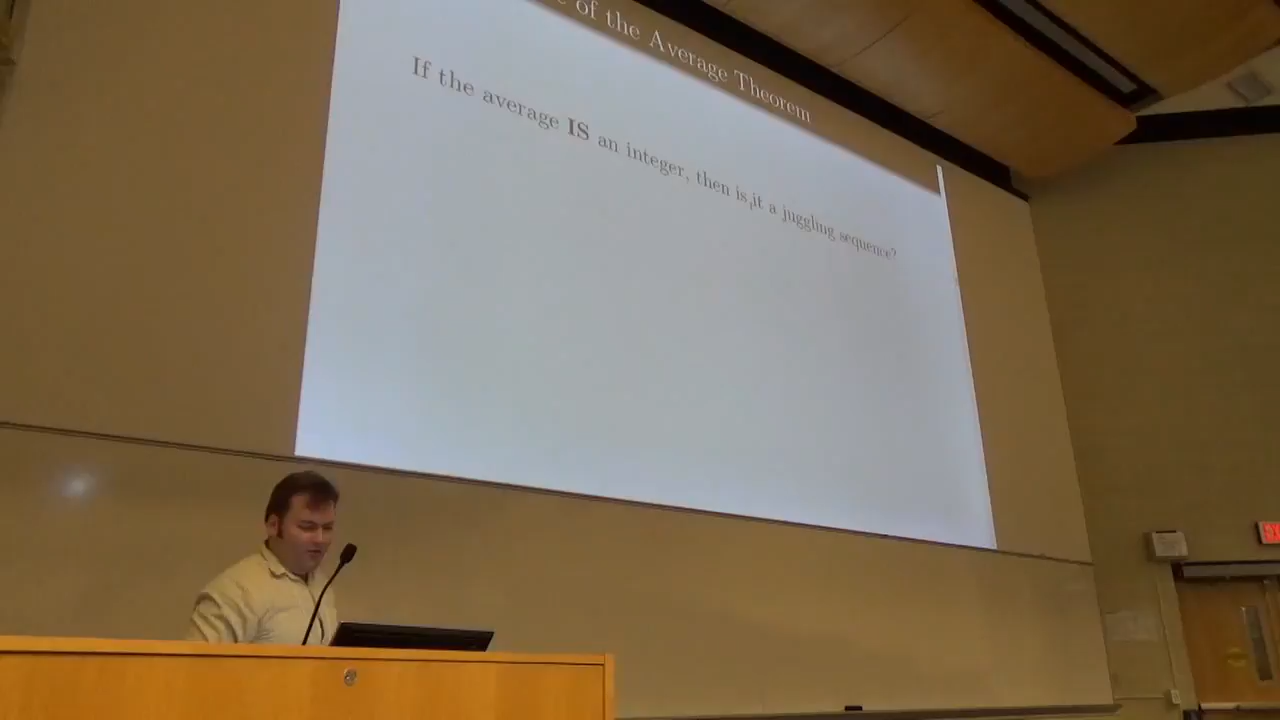 of the Average Theorem
If the average IS an integer, then is it a juggling sequence?